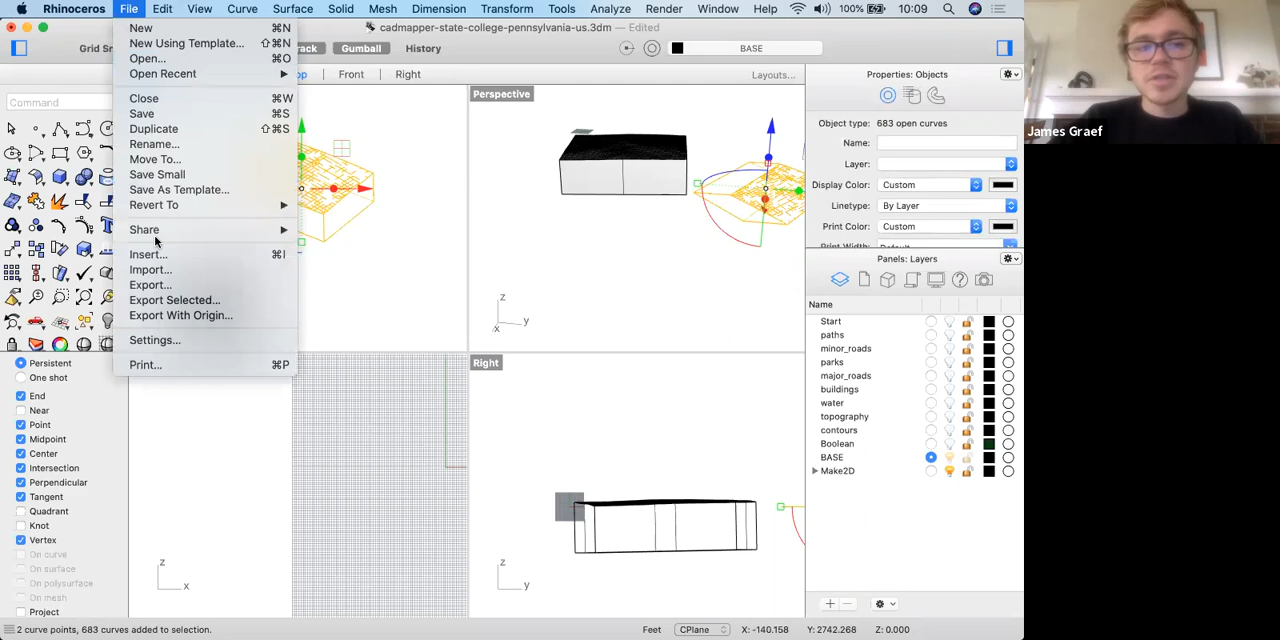 Rhinoceros File Edit View Curve Surface Solid Mesh Dimension Transform Tools Analyze Render Window Help 100% 10:09
cadmapper-state-college-pennsylvania-us.3dm — Edited
Grid Sn rack Gumball History BASE
op Front Right Layouts...
New ⌘N
New Using Template... ⇧⌘N
Open... ⌘O
Open Recent
Close ⌘W
Save ⌘S
Duplicate ⇧⌘S
Rename...
Move To...
Save Small
Save As Template...
Revert To
Share
Insert... ⌘I
Import...
Export...
Export Selected...
Export With Origin...
Settings...
Print... ⌘P
Command
Persistent
One shot
End
Near
Point
Midpoint
Center
Intersection
Perpendicular
Tangent
Quadrant
Knot
Vertex
On curve
On surface
On polysurface
On mesh
Project
Perspective
z
x y
Right
z
x
z
y
Properties: Objects
Object type: 683 open curves
Name:
Layer:
Display Color: Custom
Linetype: By Layer
Print Color: Custom
Print Width: Default
Panels: Layers
Name
Start
paths
minor_roads
parks
major_roads
buildings
water
topography
contours
Boolean
BASE
Make2D
2 curve points, 683 curves added to selection. Feet CPlane X: -140.158 Y: 2742.268 Z: 0.000
James Graef